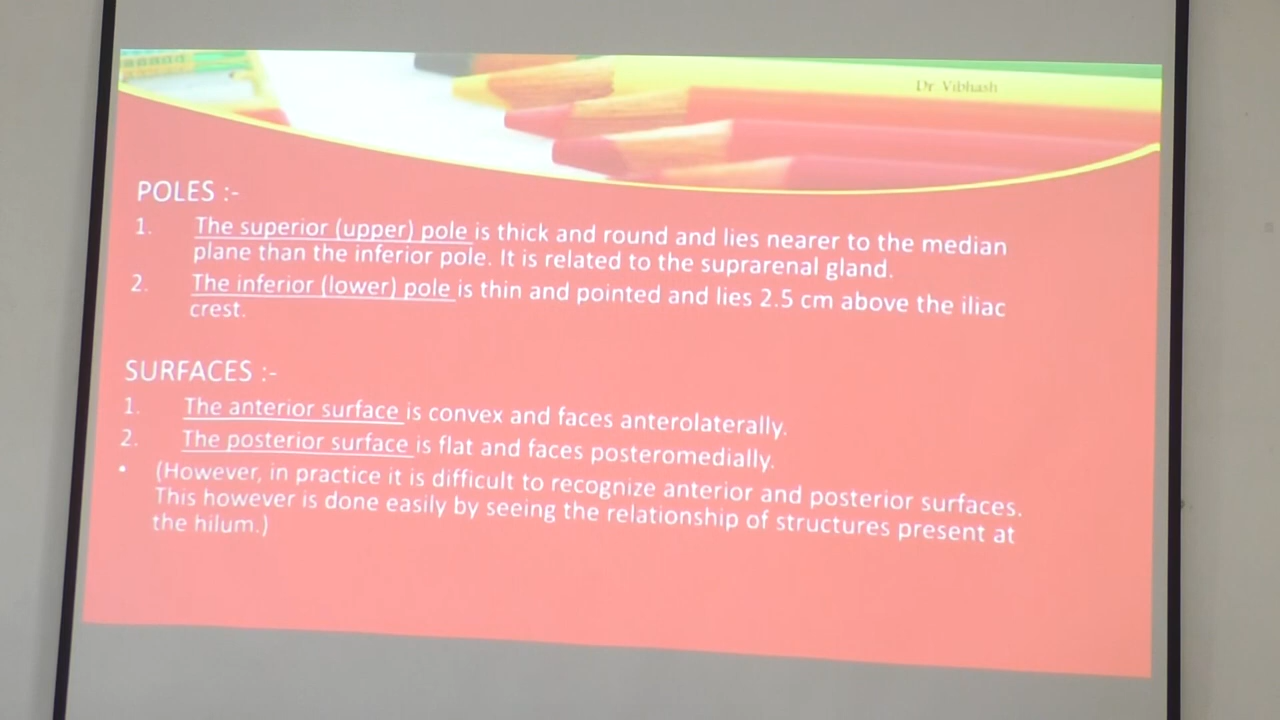 Dr. Vibhash
POLES :-
1. The superior (upper) pole is thick and round and lies nearer to the median
plane than the inferior pole. It is related to the suprarenal gland.
2. The inferior (lower) pole is thin and pointed and lies 2.5 cm above the iliac
crest.
SURFACES :-
1. The anterior surface is convex and faces anterolaterally.
2. The posterior surface is flat and faces posteromedially.
• (However, in practice it is difficult to recognize anterior and posterior surfaces.
This however is done easily by seeing the relationship of structures present at
the hilum.)